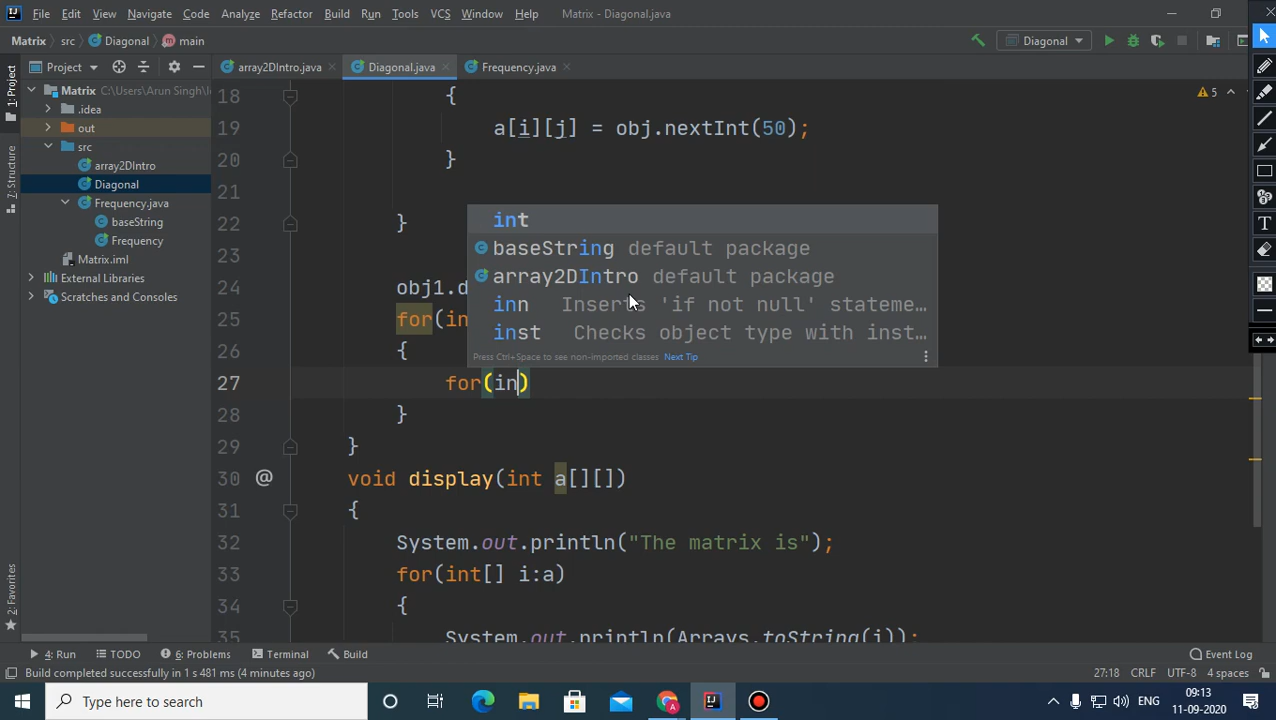 File Edit View Navigate Code Analyze Refactor Build Run Tools VCS Window Help Matrix - Diagonal.java
Matrix src Diagonal main Diagonal
Project array2DIntro.java Diagonal.java Frequency.java
1: Project
7: Structure
2: Favorites
Matrix C:\Users\Arun Singh\
.idea
out
src
array2DIntro
Diagonal
Frequency.java
baseString
Frequency
Matrix.iml
External Libraries
Scratches and Consoles
5
18 {
19 a[i][j] = obj.nextInt(50);
20 }
21
22 }
23
24 obj1.d
25 for(in
26 {
27 for(in)
28 }
29 }
30 @ void display(int a[][])
31 {
32 System.out.println("The matrix is");
33 for(int[] i:a)
34 {
35 System.out.println(Arrays.toString(i));
int
baseString default package
array2DIntro default package
inn Inserts 'if not null' stateme…
inst Checks object type with inst…
Press Ctrl+Space to see non-imported classes Next Tip
4: Run TODO 6: Problems Terminal Build Event Log
Build completed successfully in 1 s 481 ms (4 minutes ago) 27:18 CRLF UTF-8 4 spaces
Type here to search
ENG
09:13
11-09-2020